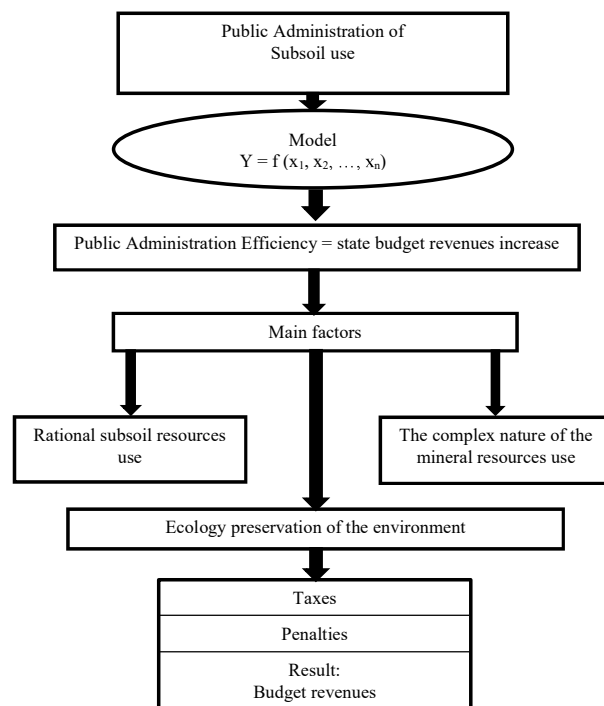 Public Administration of
Subsoil use
Model
Y = f (x₁, x₂, …, xₙ)
Public Administration Efficiency = state budget revenues increase
Main factors
Rational subsoil resources
use
The complex nature of the
mineral resources use
Ecology preservation of the environment
Taxes
Penalties
Result:
Budget revenues